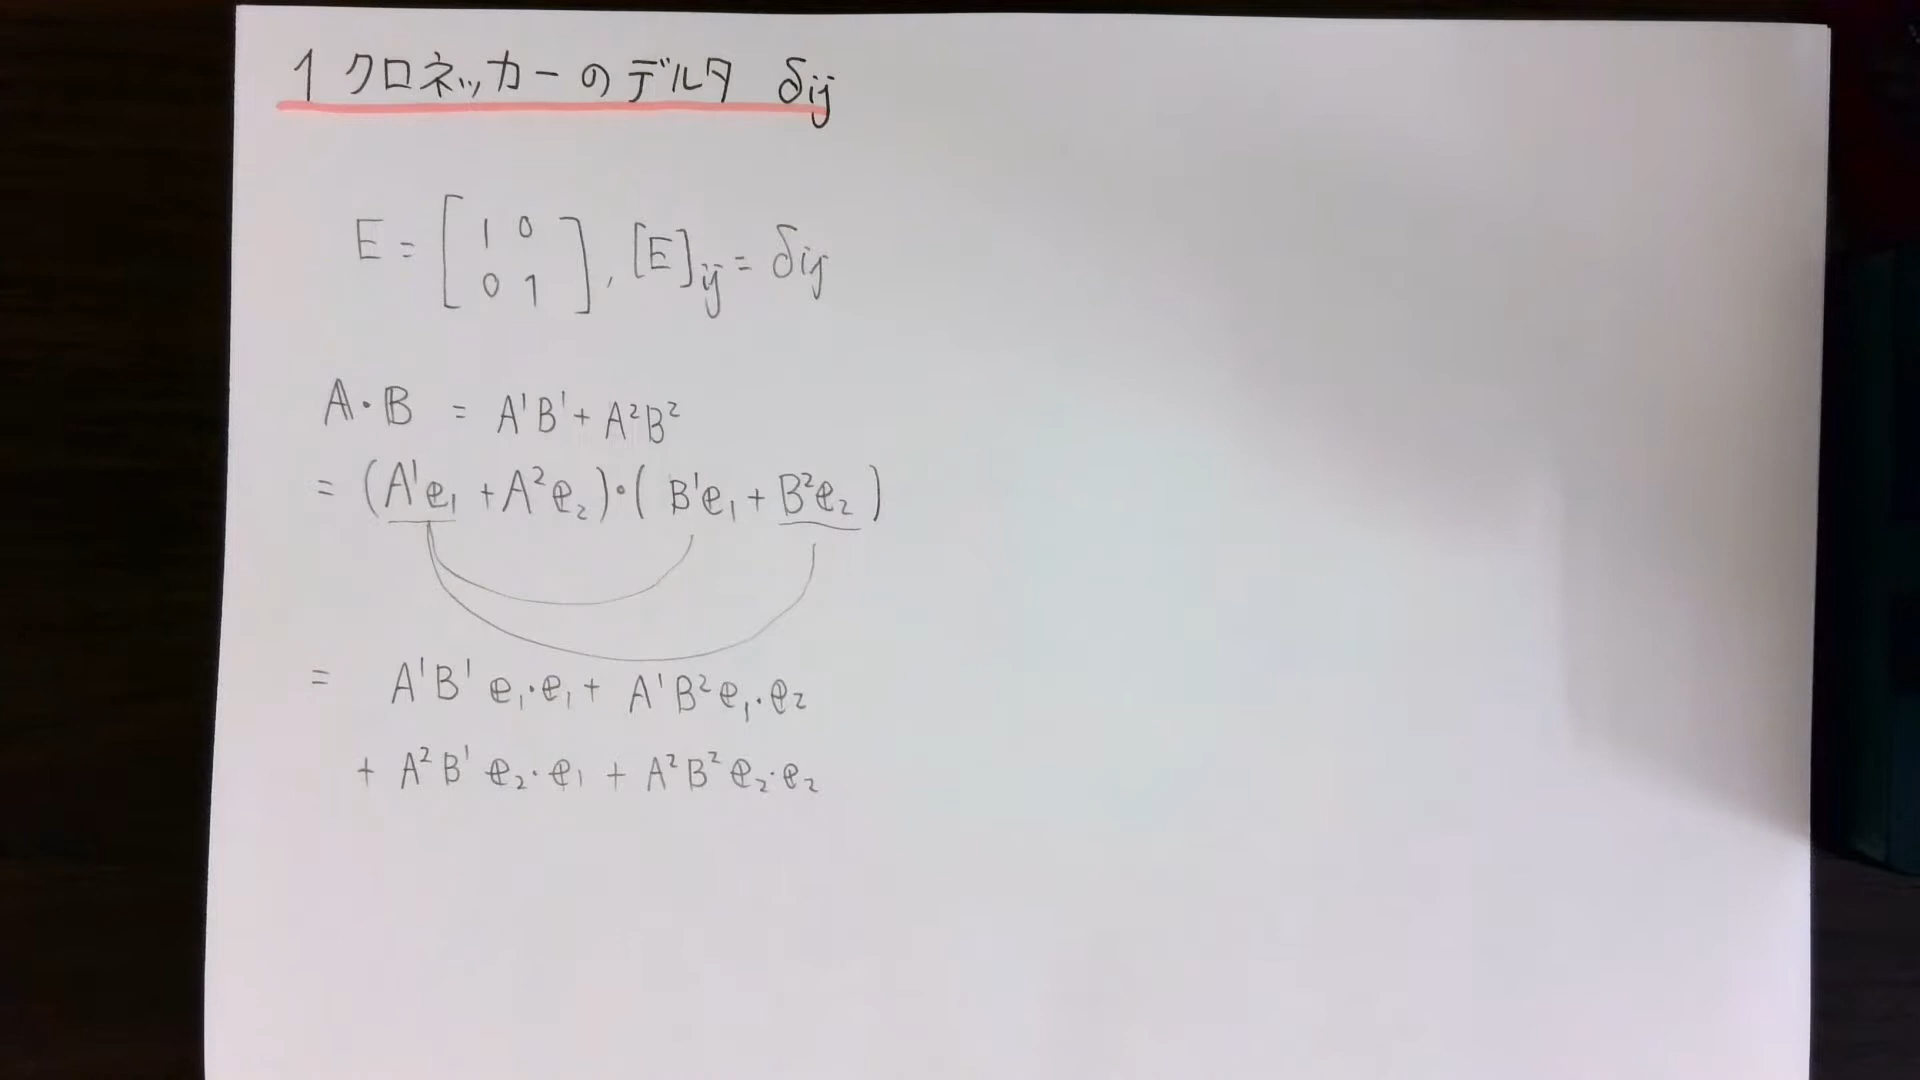 1 クロネッカーのデルタ δij
E = [ 1 0 / 0 1 ], [E]ij = δij
A・B = A¹B¹ + A²B²
= (A¹e₁ + A²e₂)・(B¹e₁ + B²e₂)
= A¹B¹ e₁・e₁ + A¹B² e₁・e₂
+ A²B¹ e₂・e₁ + A²B² e₂・e₂